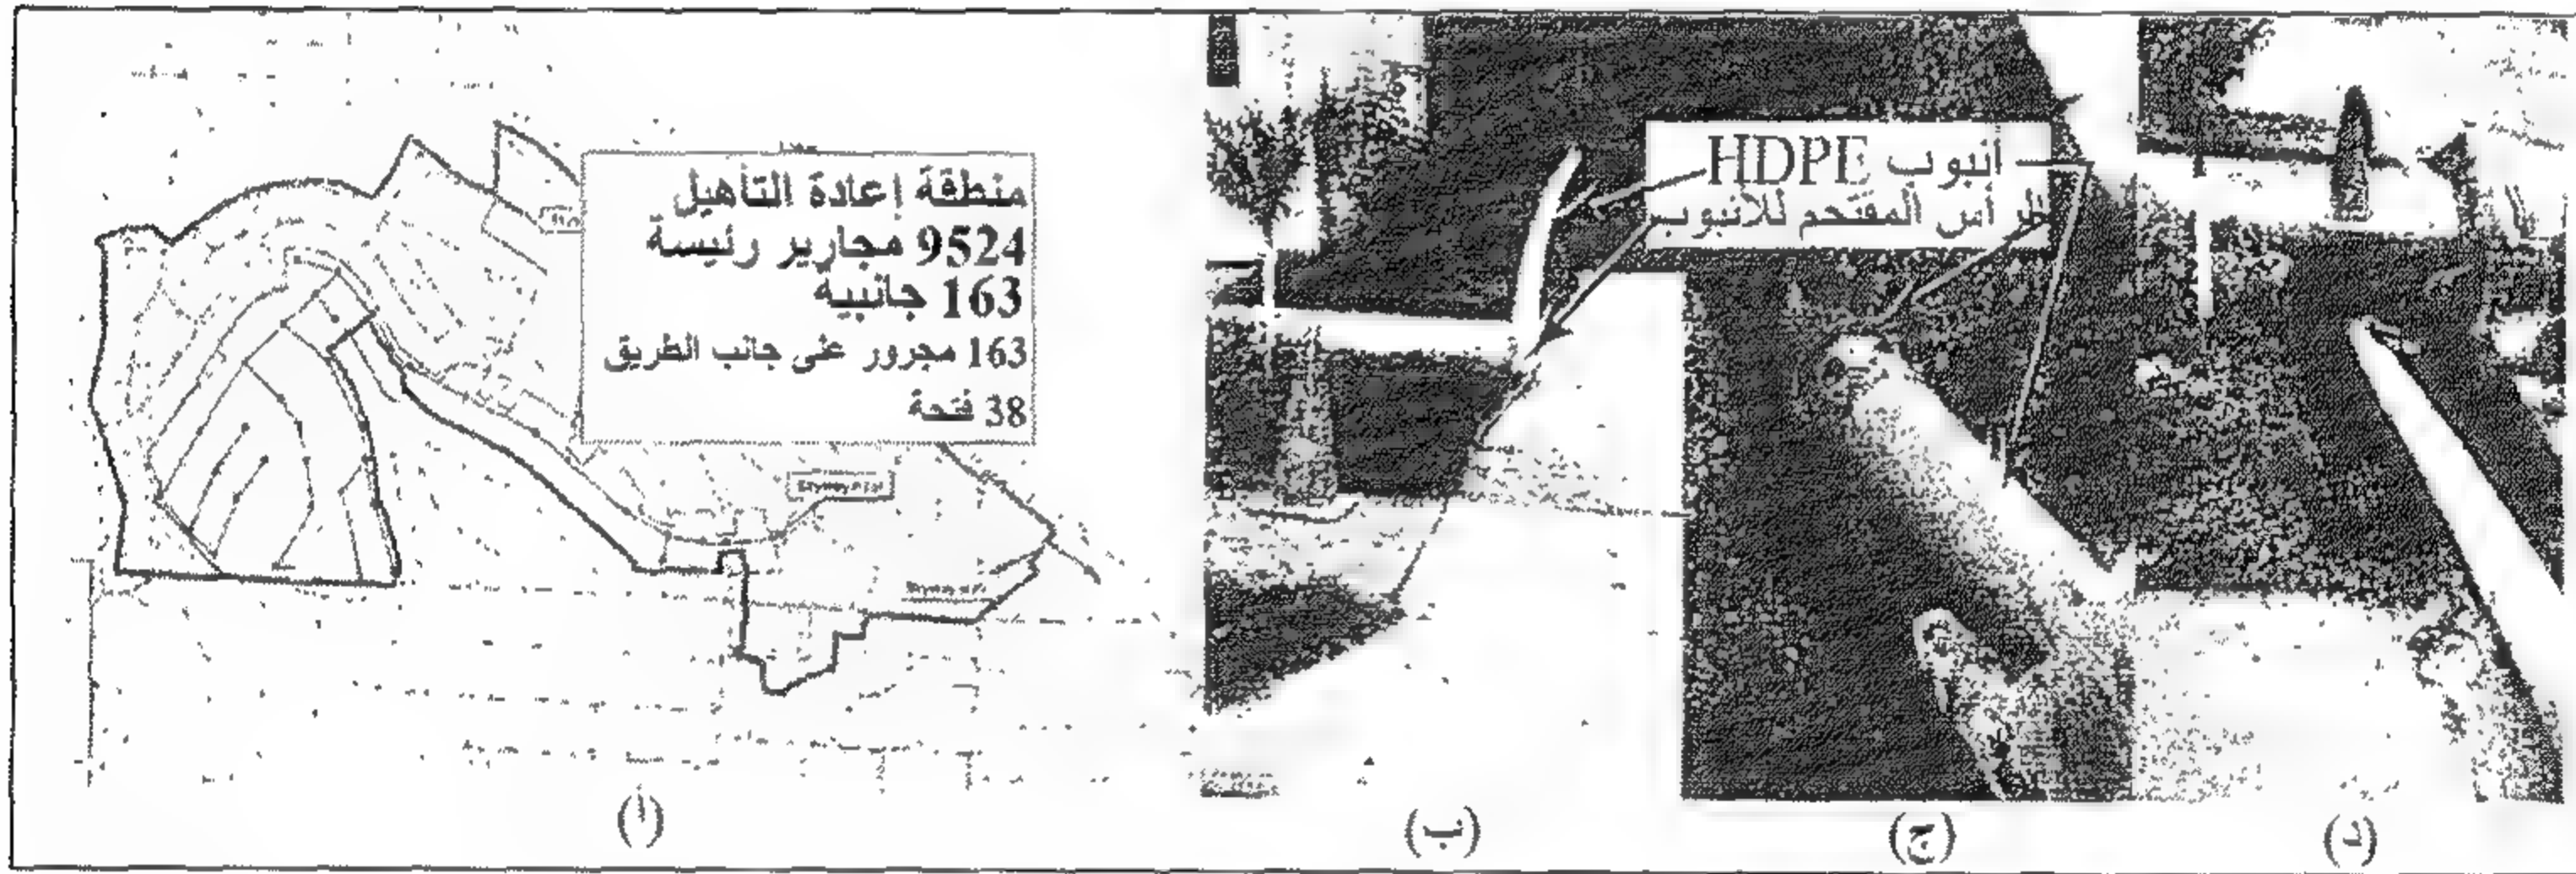 منطقة إعادة التأهيل
9524 مجارير رئيسة
163 جانبية
163 مجرور على جانب الطريق
38 فتحة
أنبوب HDPE
الرأس المقتحم للأنبوب
(أ)
(ب)
(ج)
(د)